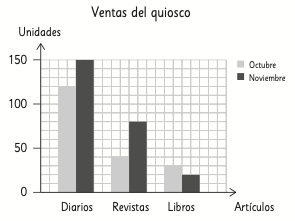 Ventas del quiosco
Unidades
Octubre
Noviembre
150
100
50
0
Diarios Revistas Libros Artículos